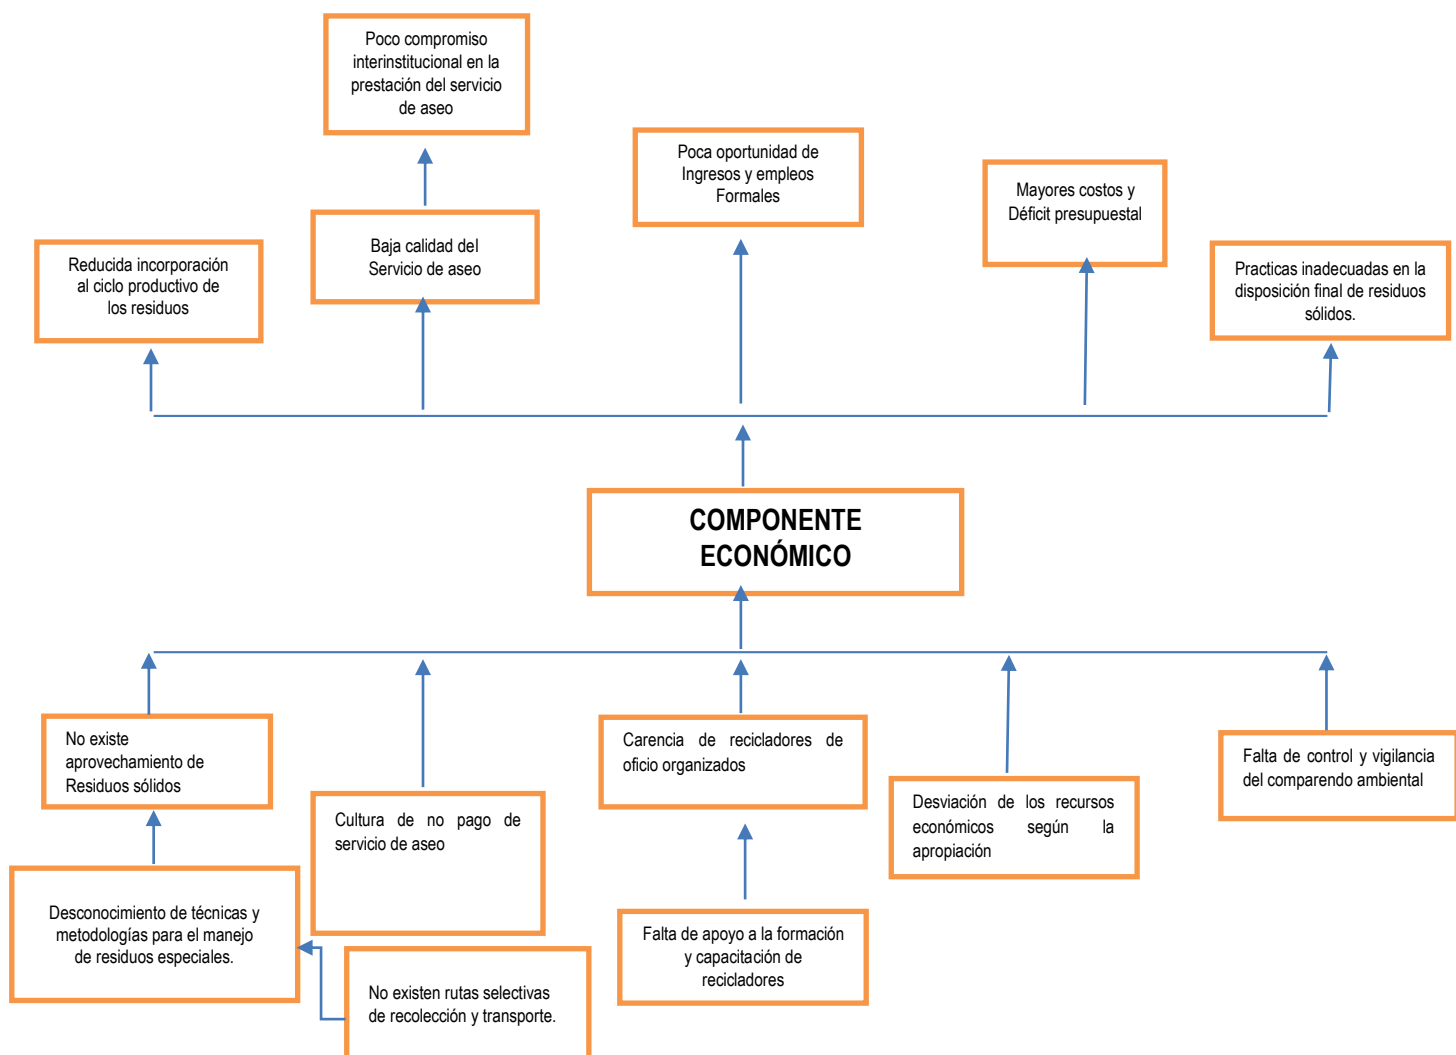 Poco compromiso
interinstitucional en la
prestación del servicio
de aseo
Poca oportunidad de
Ingresos y empleos
Formales
Mayores costos y
Déficit presupuestal
Baja calidad del
Servicio de aseo
Reducida incorporación
al ciclo productivo de
los residuos
Practicas inadecuadas en la
disposición final de residuos
sólidos.
COMPONENTE
ECONÓMICO
No existe
aprovechamiento de
Residuos sólidos
Cultura de no pago de
servicio de aseo
Carencia de recicladores de
oficio organizados
Desviación de los recursos
económicos según la
apropiación
Falta de control y vigilancia
del comparendo ambiental
Desconocimiento de técnicas y
metodologías para el manejo
de residuos especiales.
No existen rutas selectivas
de recolección y transporte.
Falta de apoyo a la formación
y capacitación de
recicladores